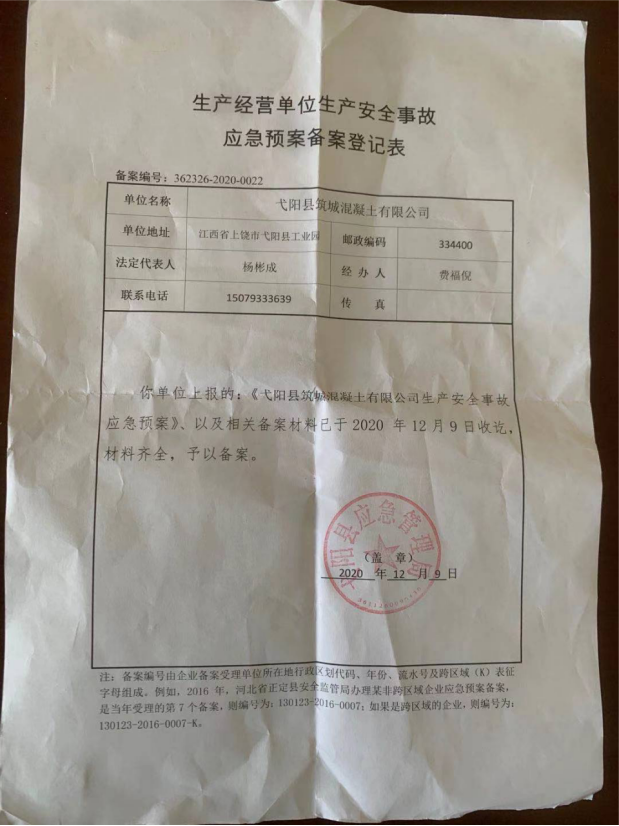 生产经营单位生产安全事故
应急预案备案登记表
备案编号:362326-2020-0022
单位名称 弋阳县筑城混凝土有限公司
单位地址 江西省上饶市弋阳县工业园 邮政编码 334400
法定代表人 杨彬成 经办人 费福倪
联系电话 15079333639 传真
你单位上报的:《弋阳县筑城混凝土有限公司生产安全事故
应急预案》、以及相关备案材料已于 2020 年 12 月 9 日收讫,
材料齐全,予以备案。
弋阳县应急管理局
(盖 章)
2020 年 12 月 9 日
注:备案编号由企业备案受理单位所在地行政区划代码、年份、流水号及跨区域(K)表征
字母组成。例如,2016 年,河北省正定县安全监管局办理某非跨区域企业应急预案备案,
是当年受理的第 7 个备案,则编号为:130123-2016-0007;如果是跨区域的企业,则编号为:
130123-2016-0007-K。